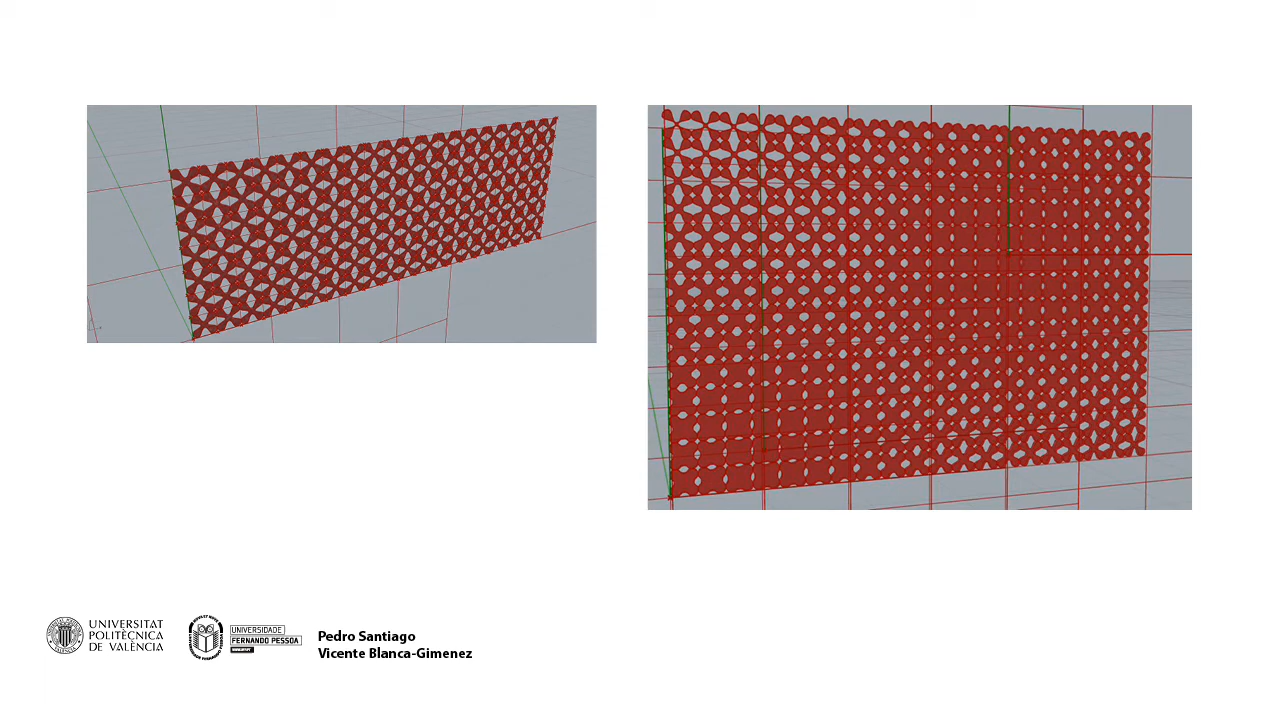 UNIVERSITAT
POLITÈCNICA
DE VALÈNCIA
UNIVERSIDADE
FERNANDO PESSOA
Pedro Santiago
Vicente Blanca-Gimenez